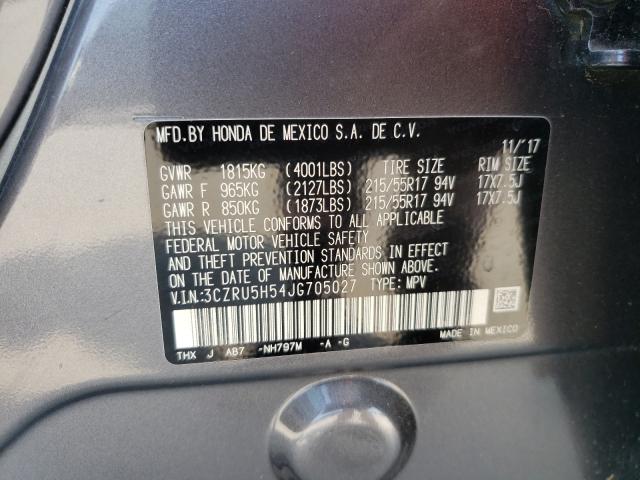 MFD.BY HONDA DE MEXICO S.A. DE C.V.
11/'17
GVWR 1815KG (4001LBS) TIRE SIZE RIM SIZE
GAWR F 965KG (2127LBS) 215/55R17 94V 17X7.5J
GAWR R 850KG (1873LBS) 215/55R17 94V 17X7.5J
THIS VEHICLE CONFORMS TO ALL APPLICABLE
FEDERAL MOTOR VEHICLE SAFETY
AND THEFT PREVENTION STANDARDS IN EFFECT
ON THE DATE OF MANUFACTURE SHOWN ABOVE.
V.I.N.:3CZRU5H54JG705027 TYPE: MPV
THX J AB7 -NH797M -A -G
MADE IN MEXICO